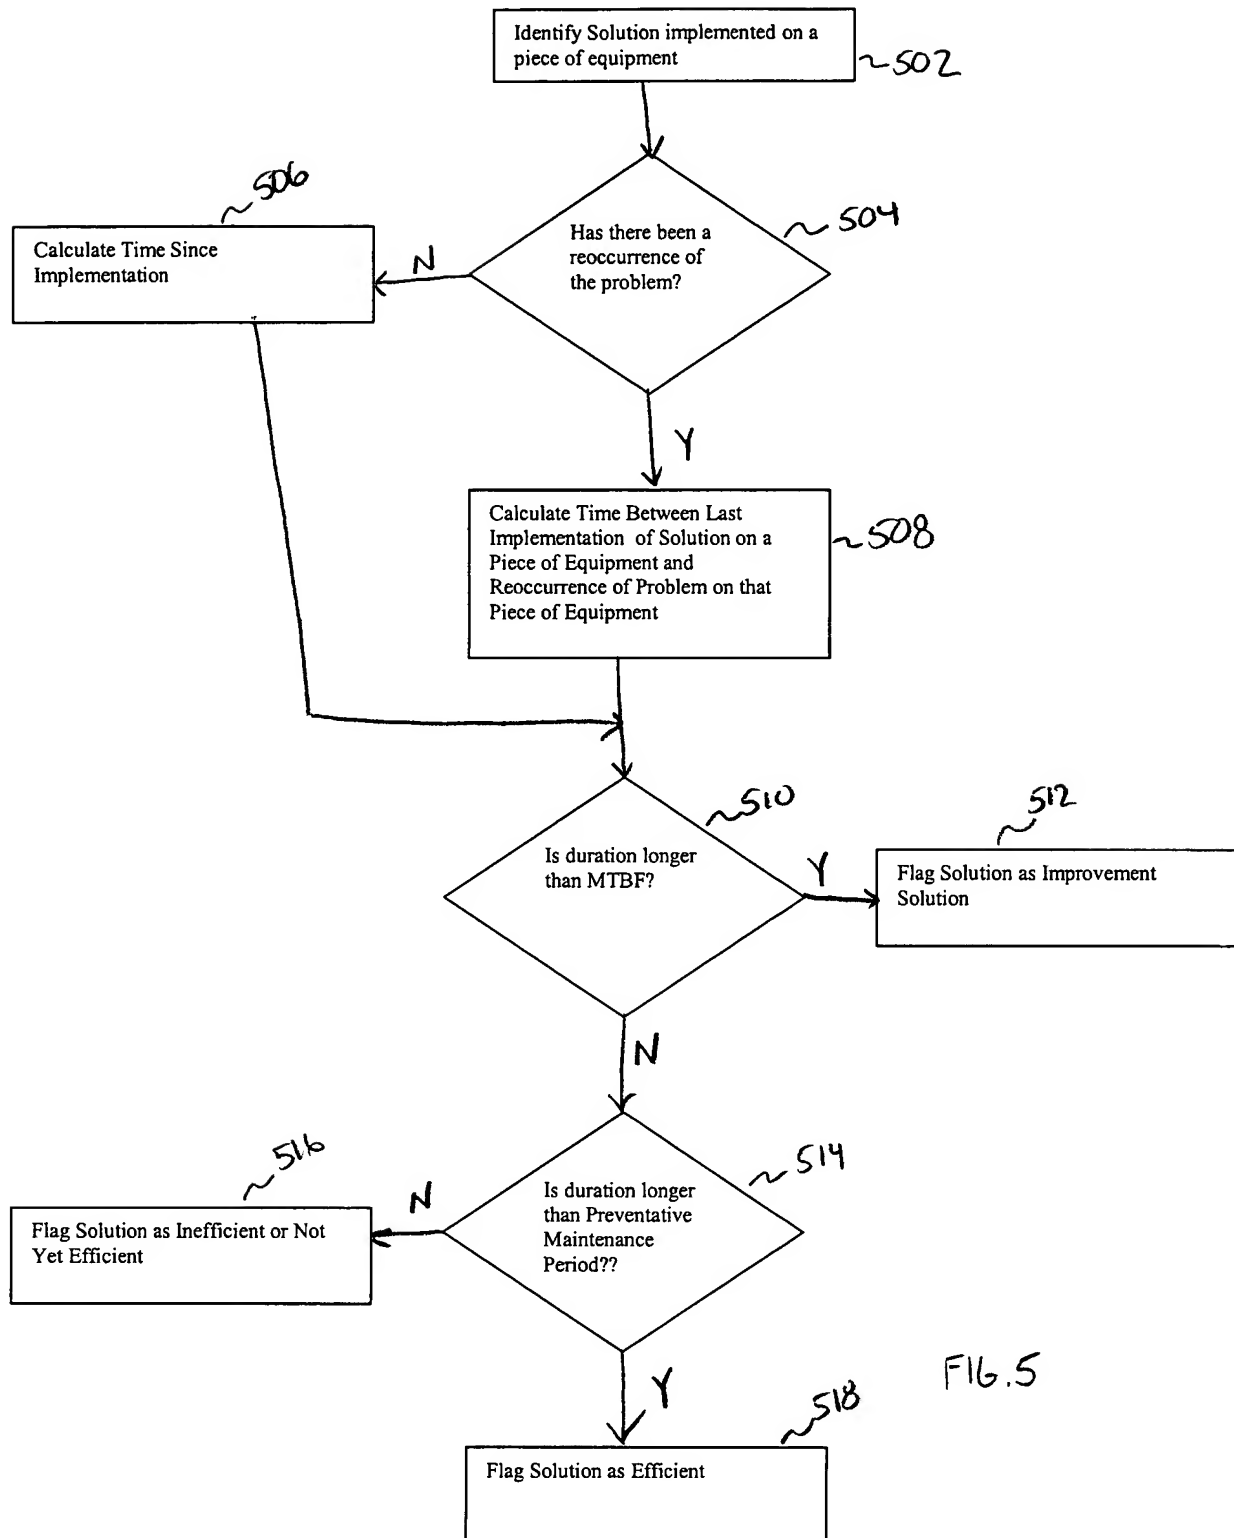 Identify Solution implemented on a
piece of equipment
502
506
504
Has there been a
reoccurrence of
the problem?
N
Calculate Time Since
Implementation
Y
Calculate Time Between Last
Implementation of Solution on a
Piece of Equipment and
Reoccurrence of Problem on that
Piece of Equipment
508
510
512
Is duration longer
than MTBF?
Y
Flag Solution as Improvement
Solution
N
516
514
Is duration longer
than Preventative
Maintenance
Period??
N
Flag Solution as Inefficient or Not
Yet Efficient
Y
FIG.5
518
Flag Solution as Efficient